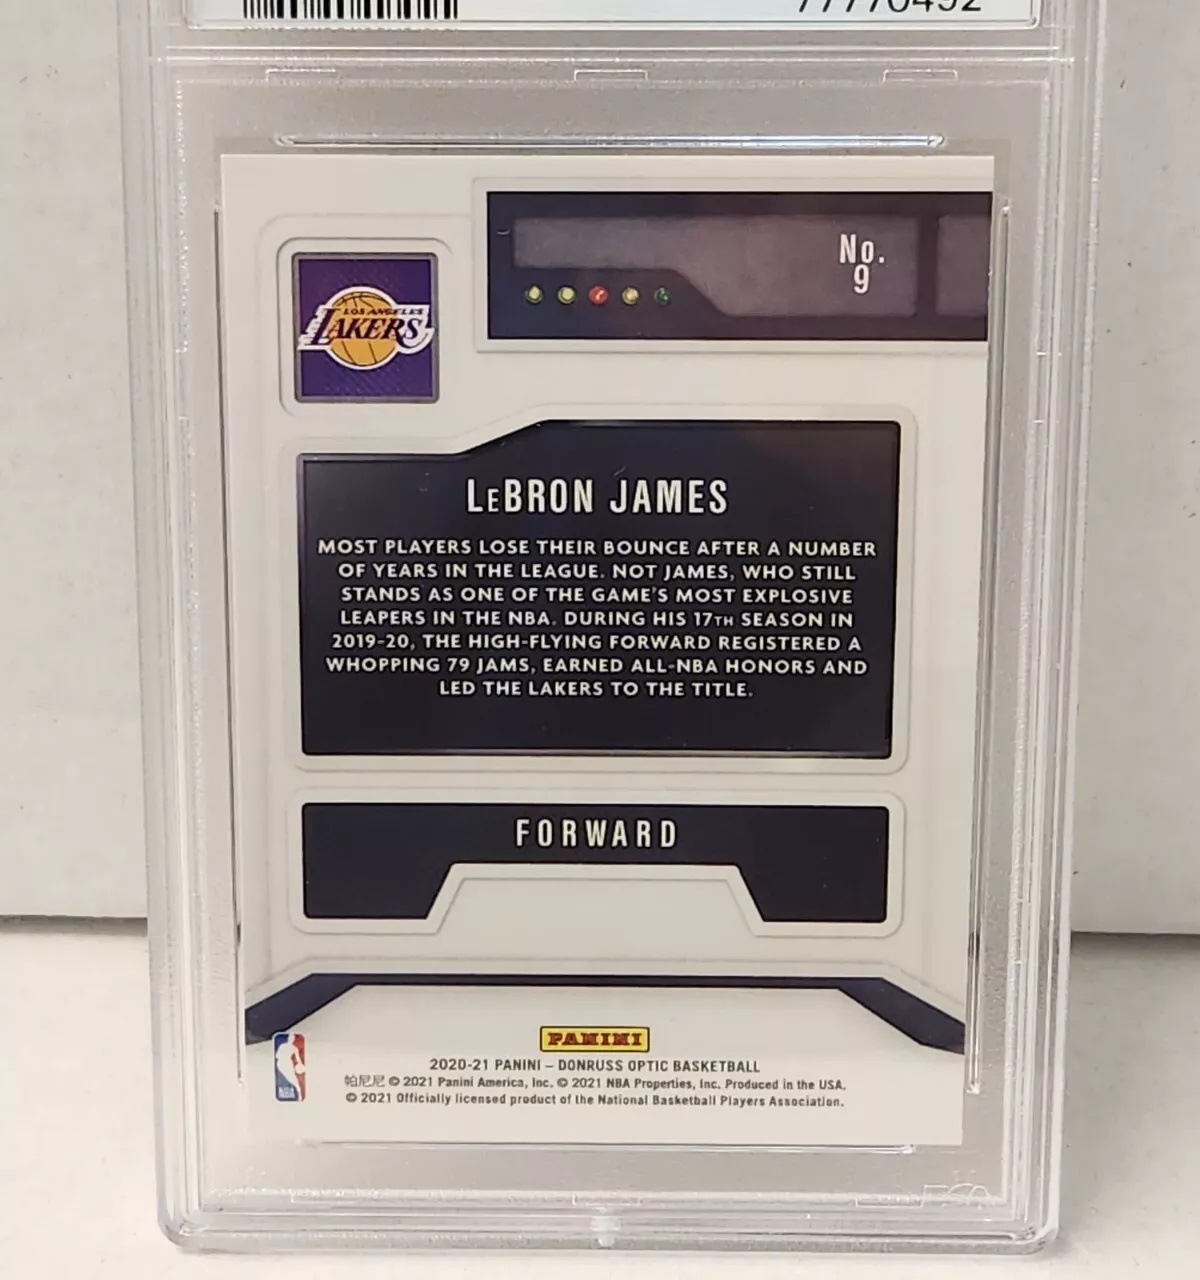 77770492
LOS ANGELES
LAKERS
No.
9
LEBRON JAMES
MOST PLAYERS LOSE THEIR BOUNCE AFTER A NUMBER
OF YEARS IN THE LEAGUE. NOT JAMES, WHO STILL
STANDS AS ONE OF THE GAME'S MOST EXPLOSIVE
LEAPERS IN THE NBA. DURING HIS 17TH SEASON IN
2019-20, THE HIGH-FLYING FORWARD REGISTERED A
WHOPPING 79 JAMS, EARNED ALL-NBA HONORS AND
LED THE LAKERS TO THE TITLE.
FORWARD
PANINI
2020-21 PANINI – DONRUSS OPTIC BASKETBALL
帕尼尼 © 2021 Panini America, Inc. © 2021 NBA Properties, Inc. Produced in the USA.
© 2021 Officially licensed product of the National Basketball Players Association.
NBA
PSA